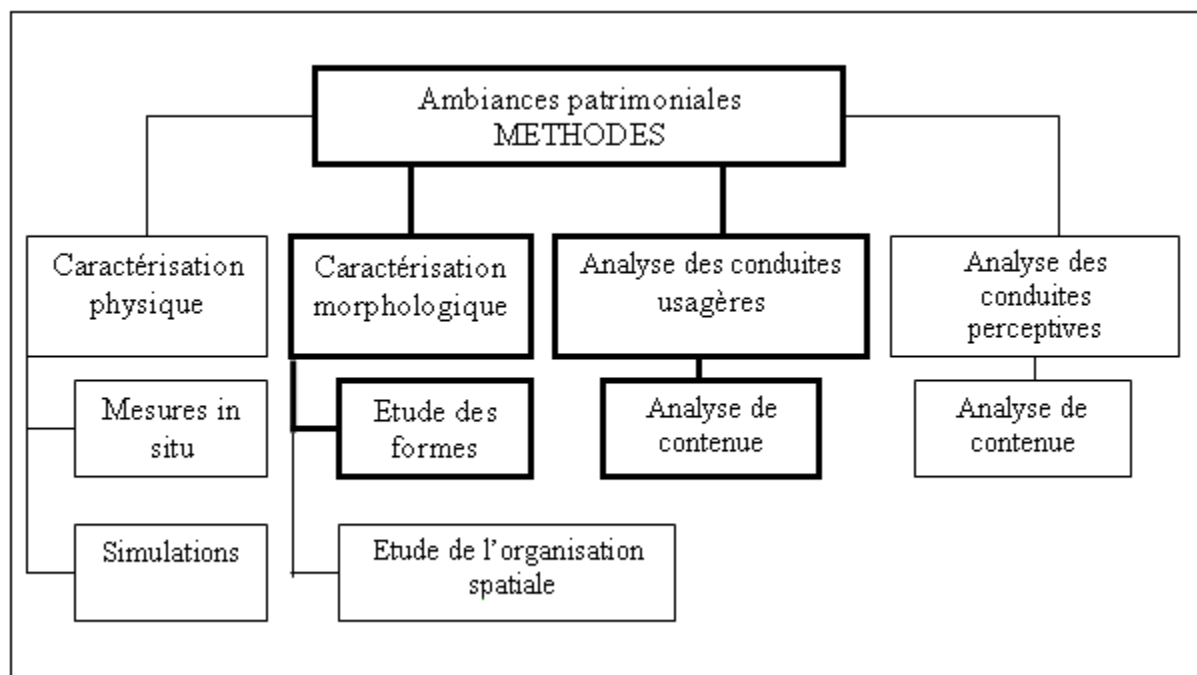 Ambiances patrimoniales
METHODES
Caractérisation
physique
Caractérisation
morphologique
Analyse des conduites
usagères
Analyse des
conduites
perceptives
Mesures in
situ
Etude des
formes
Analyse de
contenue
Analyse de
contenue
Simulations
Etude de l'organisation
spatiale